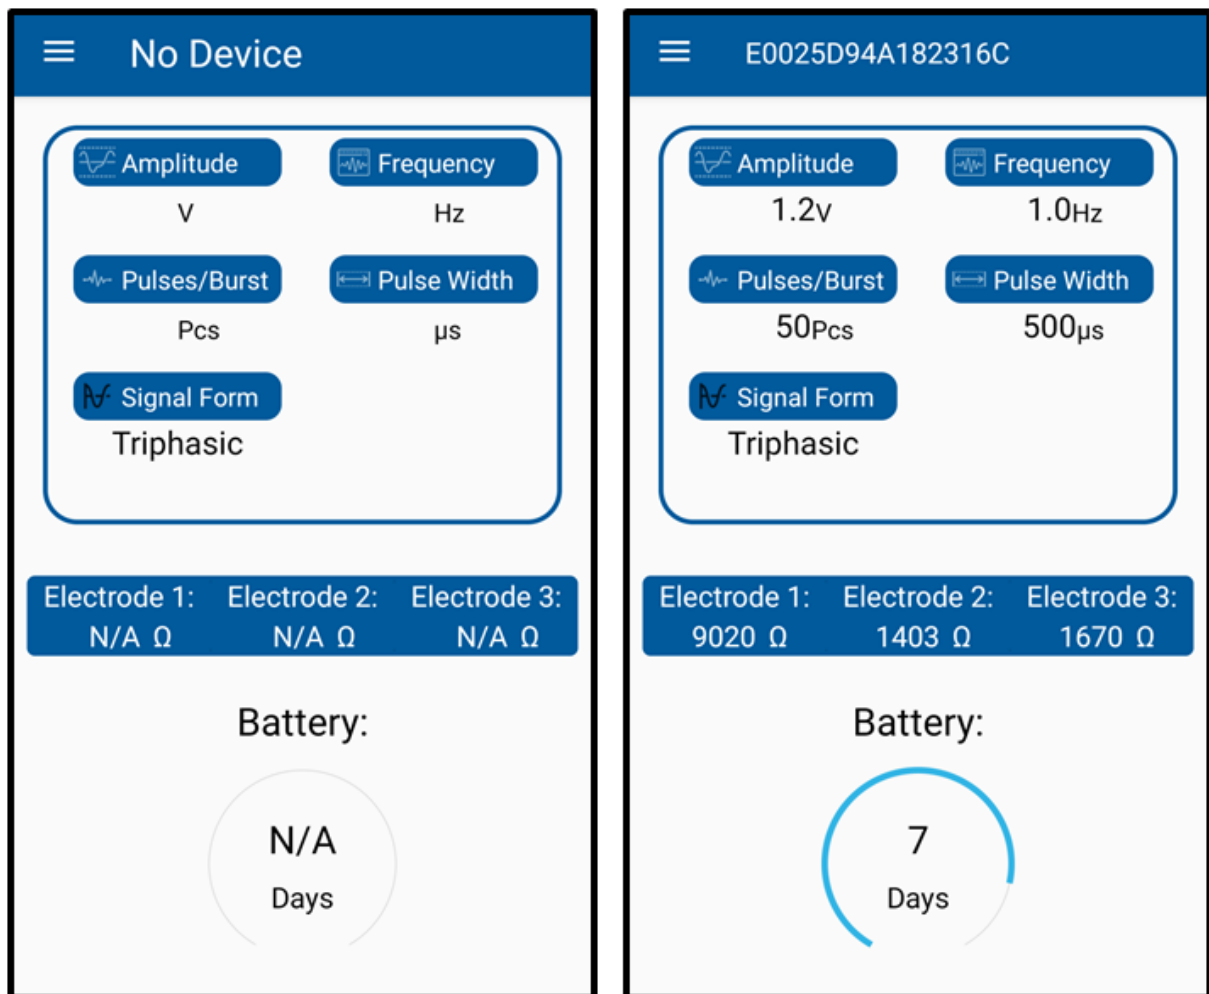 No Device
Amplitude Frequency
V Hz
Pulses/Burst Pulse Width
Pcs µs
Signal Form
Triphasic
Electrode 1: Electrode 2: Electrode 3:
N/A Ω N/A Ω N/A Ω
Battery:
N/A
Days
E0025D94A182316C
Amplitude Frequency
1.2V 1.0Hz
Pulses/Burst Pulse Width
50Pcs 500µs
Signal Form
Triphasic
Electrode 1: Electrode 2: Electrode 3:
9020 Ω 1403 Ω 1670 Ω
Battery:
7
Days